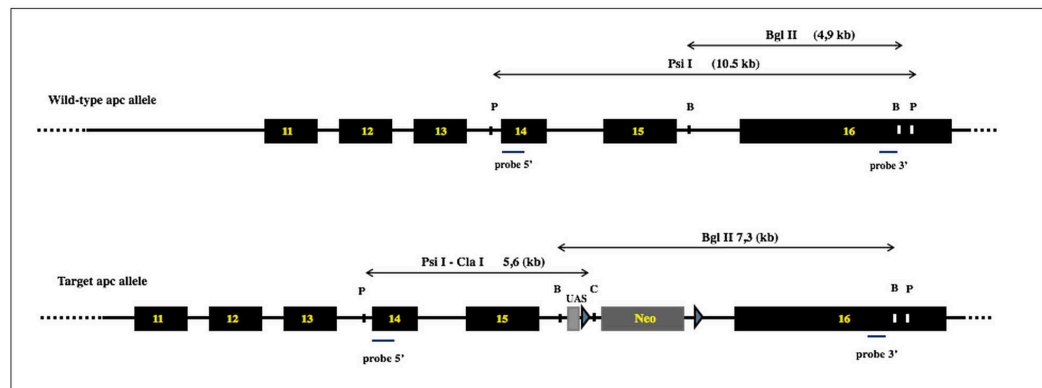 Bgl II (4,9 kb)
Psi I (10.5 kb)
Wild-type apc allele
P B B P
11 12 13 14 15 16
probe 5’ probe 3’
Bgl II 7,3 (kb)
Psi I - Cla I 5,6 (kb)
Target apc allele
P B UAS C B P
11 12 13 14 15 Neo 16
probe 5’ probe 3’